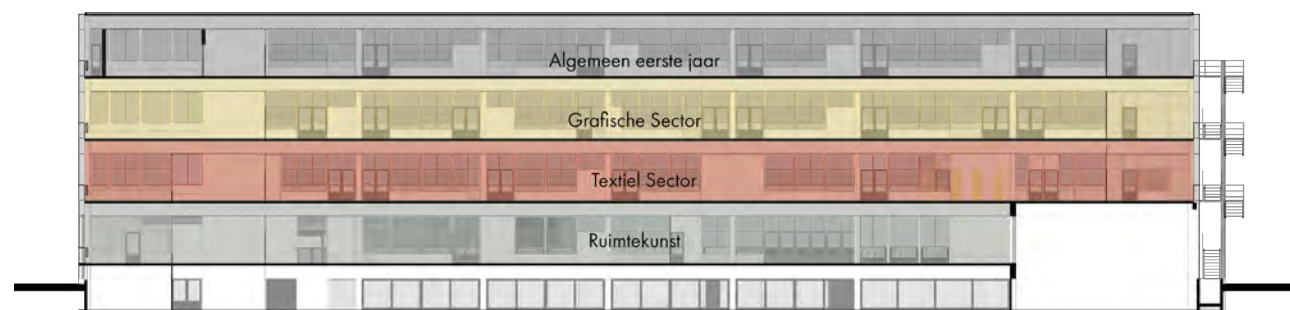 Algemeen eerste jaar
Grafische Sector
Textiel Sector
Ruimtekunst